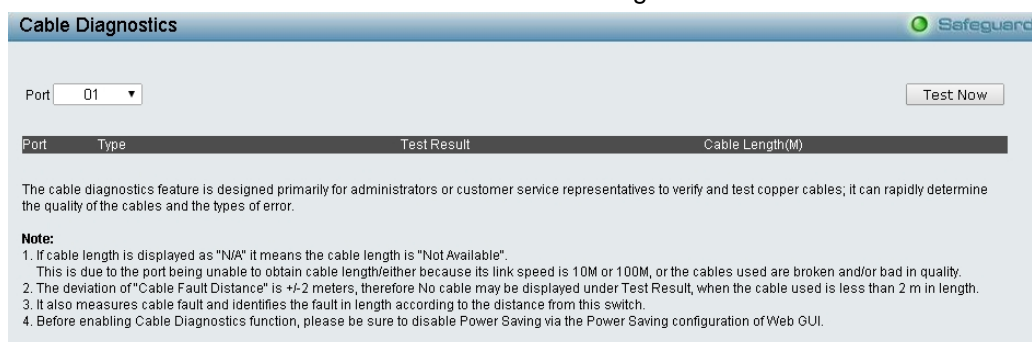 Cable Diagnostics Safeguard
Port 01 Test Now
Port Type Test Result Cable Length(M)
The cable diagnostics feature is designed primarily for administrators or customer service representatives to verify and test copper cables; it can rapidly determine
the quality of the cables and the types of error.
Note:
1. If cable length is displayed as "N/A" it means the cable length is "Not Available".
This is due to the port being unable to obtain cable length/either because its link speed is 10M or 100M, or the cables used are broken and/or bad in quality.
2. The deviation of "Cable Fault Distance" is +/-2 meters, therefore No cable may be displayed under Test Result, when the cable used is less than 2 m in length.
3. It also measures cable fault and identifies the fault in length according to the distance from this switch.
4. Before enabling Cable Diagnostics function, please be sure to disable Power Saving via the Power Saving configuration of Web GUI.